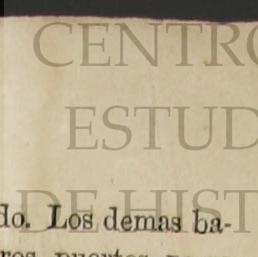 CENTRO
ESTUD
DE HIST
do. Los demas ba-